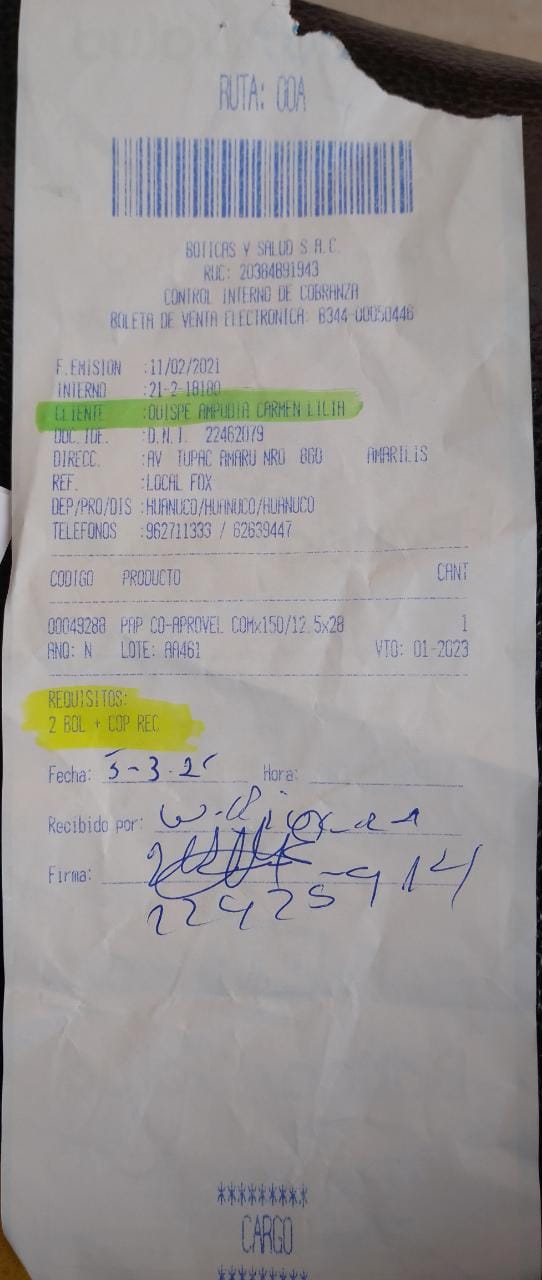 RUTA: 00A
BOTICAS Y SALUD S.A.C.
RUC: 20384891943
CONTROL INTERNO DE COBRANZA
BOLETA DE VENTA ELECTRONICA: B344-00050446
F.EMISION :11/02/2021
INTERNO :21-2-18180
CLIENTE :QUISPE AMPUDIA CARMEN LILIA
DOC.IDE. :D.N.I. 22462079
DIRECC. :AV TUPAC AMARU NRO 860 AMARILIS
REF. :LOCAL FOX
DEP/PRO/DIS :HUANUCO/HUANUCO/HUANUCO
TELEFONOS :962711333 / 62639447
CODIGO PRODUCTO CANT
00049288 PAP CO-APROVEL COMx150/12.5x28 1
ANO: N LOTE: AA461 VTO: 01-2023
REQUISITOS:
2 BOL + COP REC
Fecha: 5-3-21 Hora:
Recibido por:
Firma:
22425914
*********
CARGO
*********